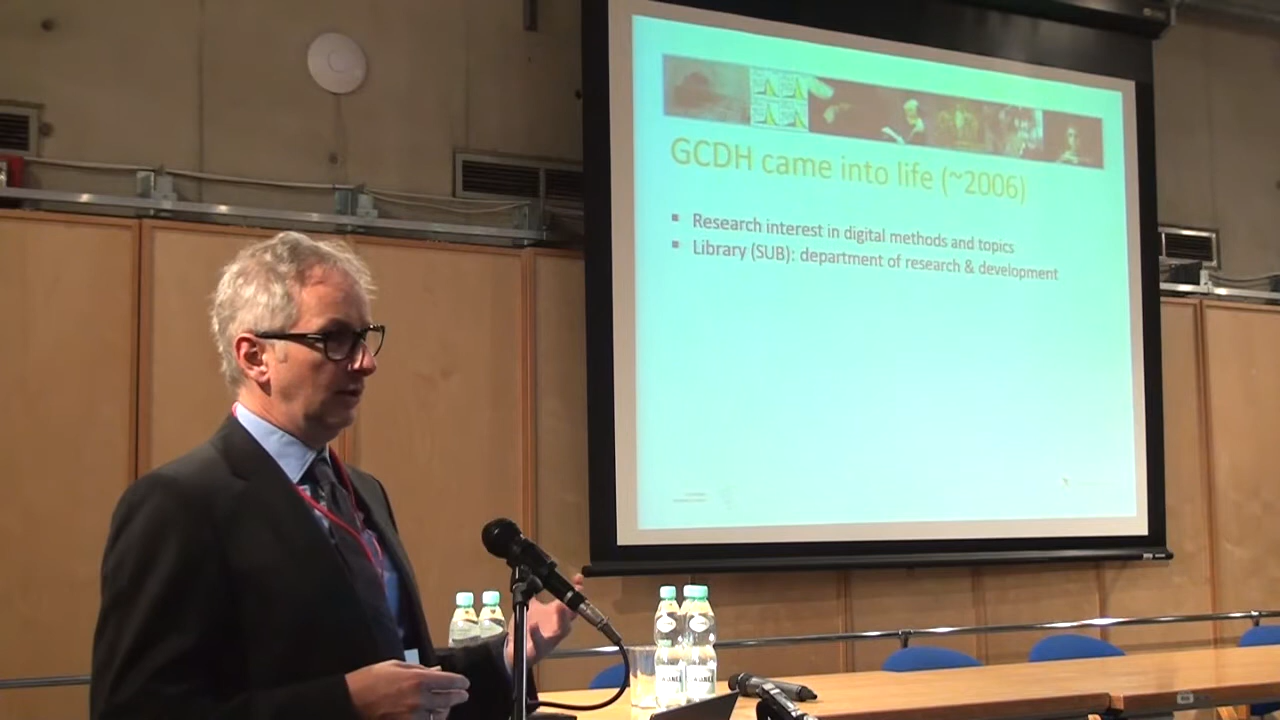 GCDH came into life (~2006)
Research interest in digital methods and topics
Library (SUB): department of research & development